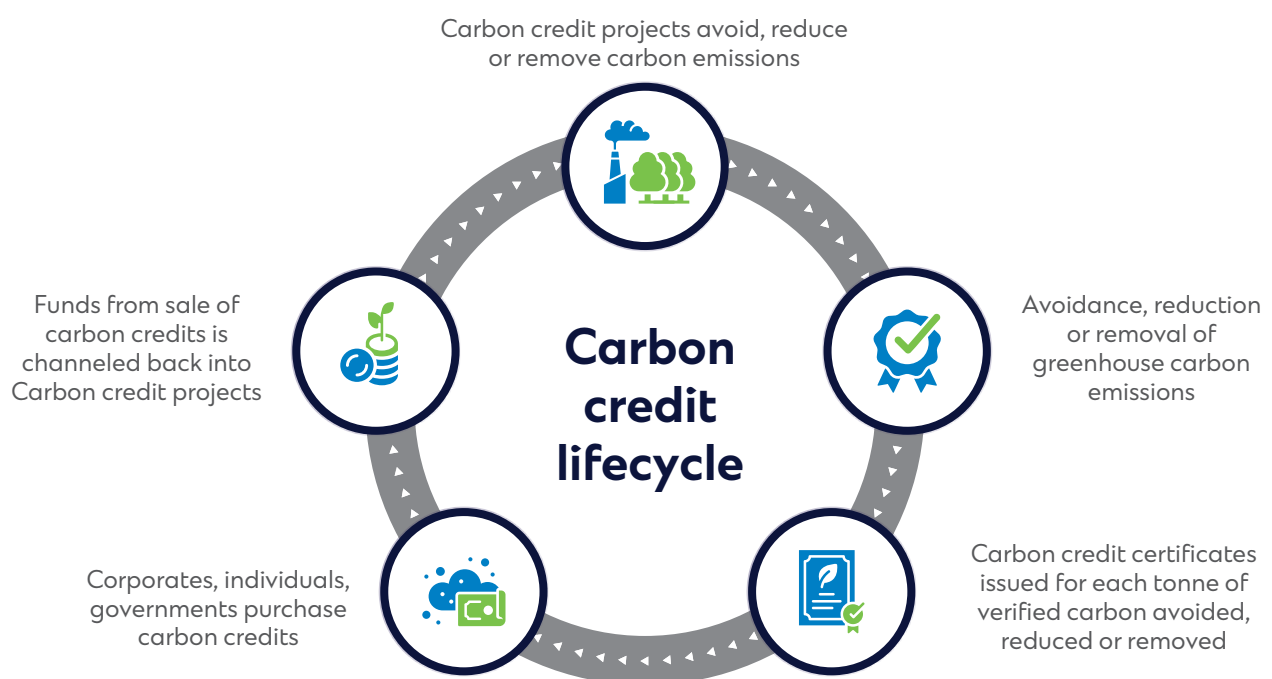 Carbon credit projects avoid, reduce
or remove carbon emissions
Avoidance, reduction
or removal of
greenhouse carbon
emissions
Carbon credit certificates
issued for each tonne of
verified carbon avoided,
reduced or removed
Corporates, individuals,
governments purchase
carbon credits
Funds from sale of
carbon credits is
channeled back into
Carbon credit projects
Carbon
credit
lifecycle